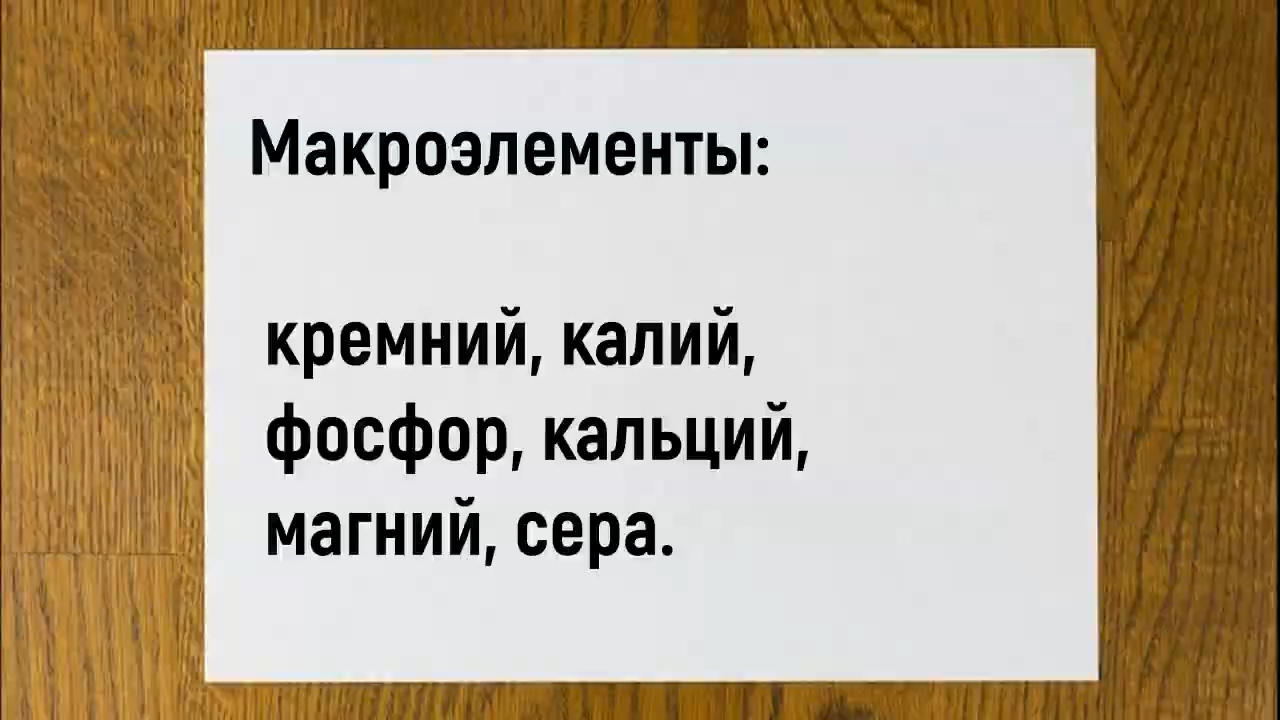 Макроэлементы:
кремний, калий,
фосфор, кальций,
магний, сера.